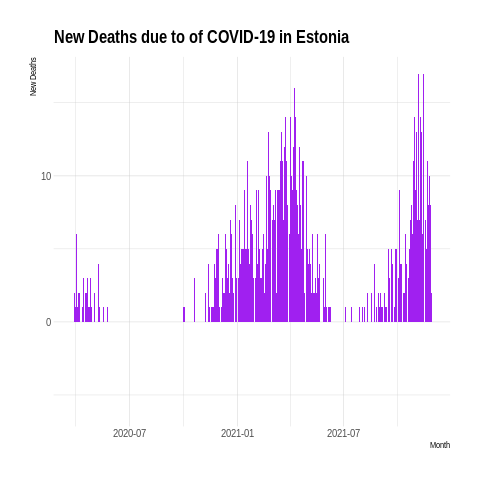 New Deaths due to of COVID-19 in Estonia
New Deaths
10
0
2020-07
2021-01
2021-07
Month